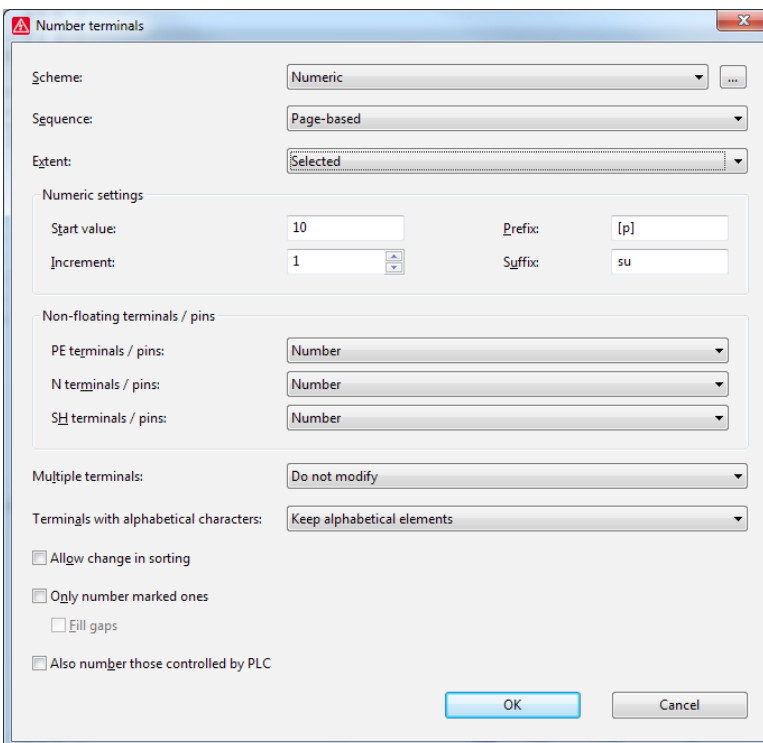 Number terminals
Scheme: Numeric ...
Sequence: Page-based
Extent: Selected
Numeric settings
Start value: 10 Prefix: [p]
Increment: 1 Suffix: su
Non-floating terminals / pins
PE terminals / pins: Number
N terminals / pins: Number
SH terminals / pins: Number
Multiple terminals: Do not modify
Terminals with alphabetical characters: Keep alphabetical elements
Allow change in sorting
Only number marked ones
Fill gaps
Also number those controlled by PLC
OK Cancel